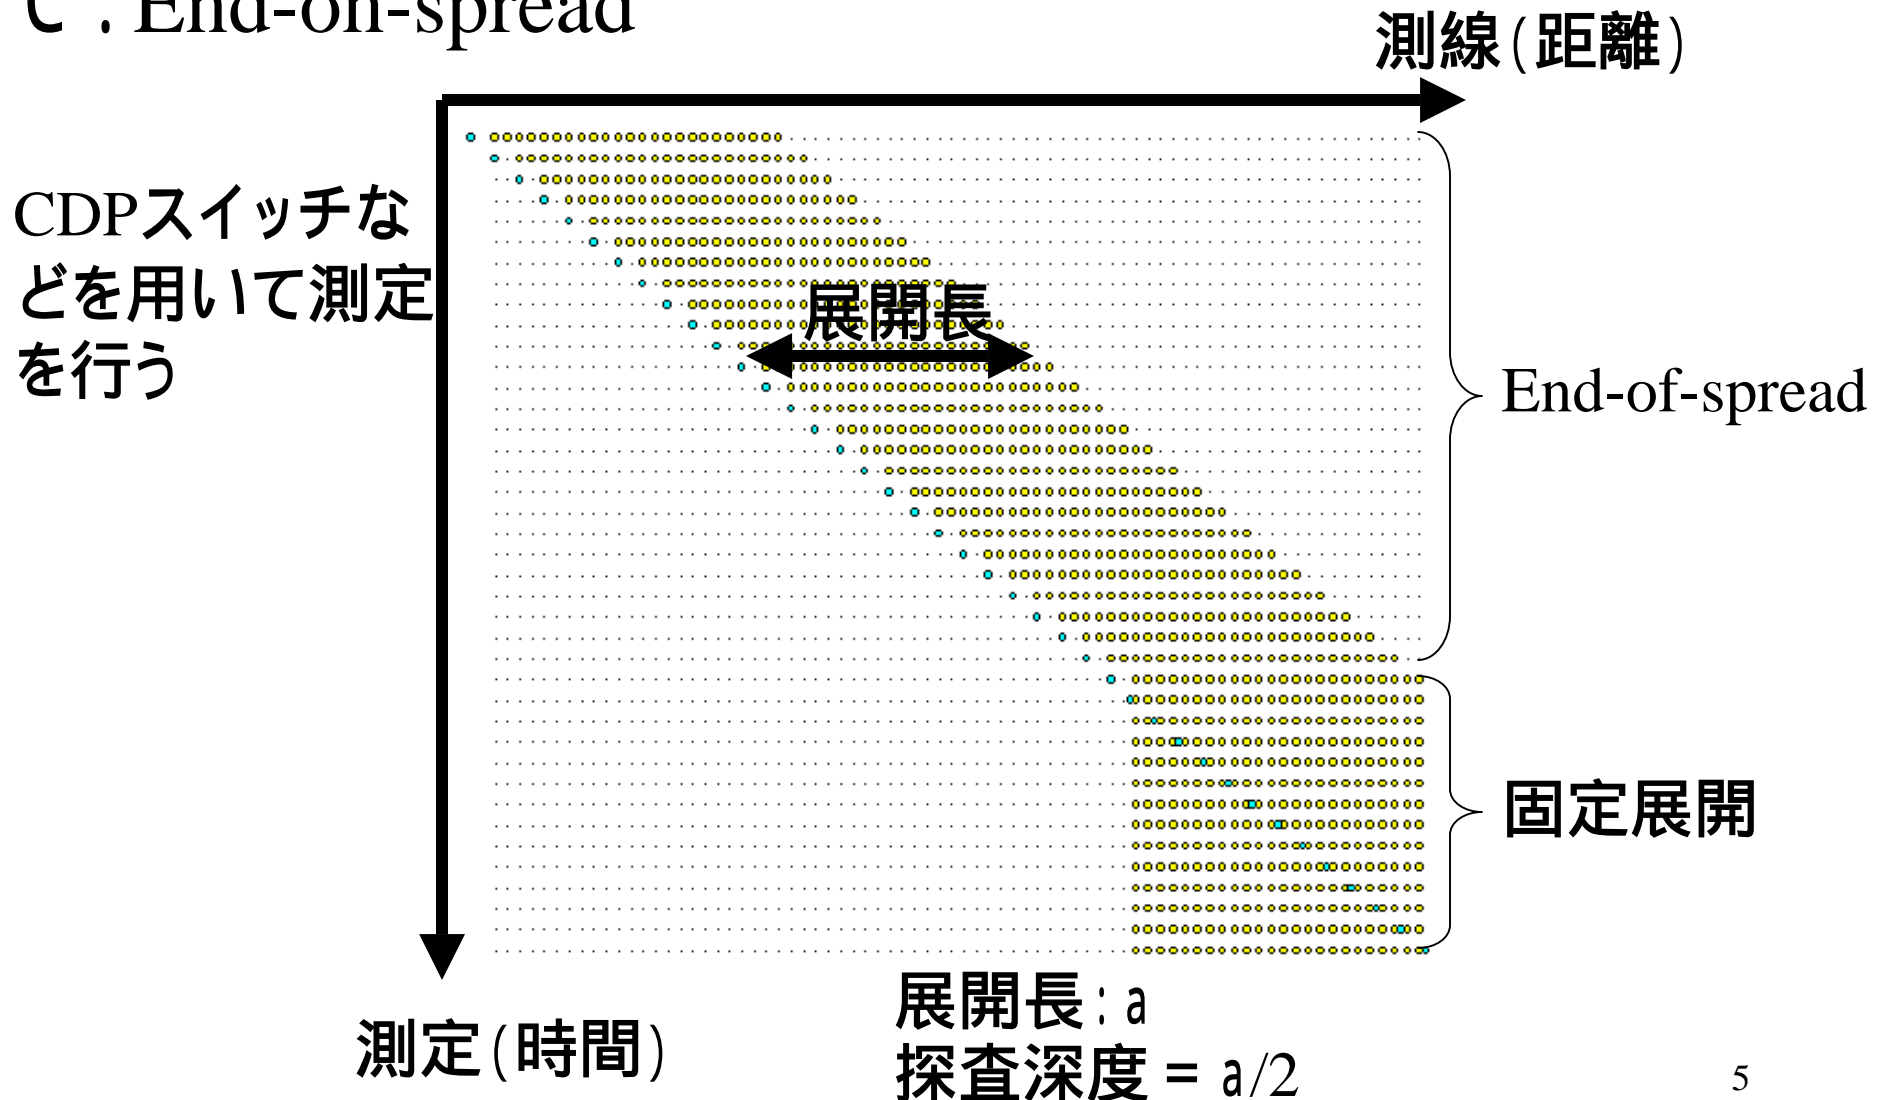 C : End-on-spread
測線(距離)
CDPスイッチな
どを用いて測定
を行う
展開長
End-of-spread
固定展開
測定(時間)
展開長:a
探査深度 = a/2
5